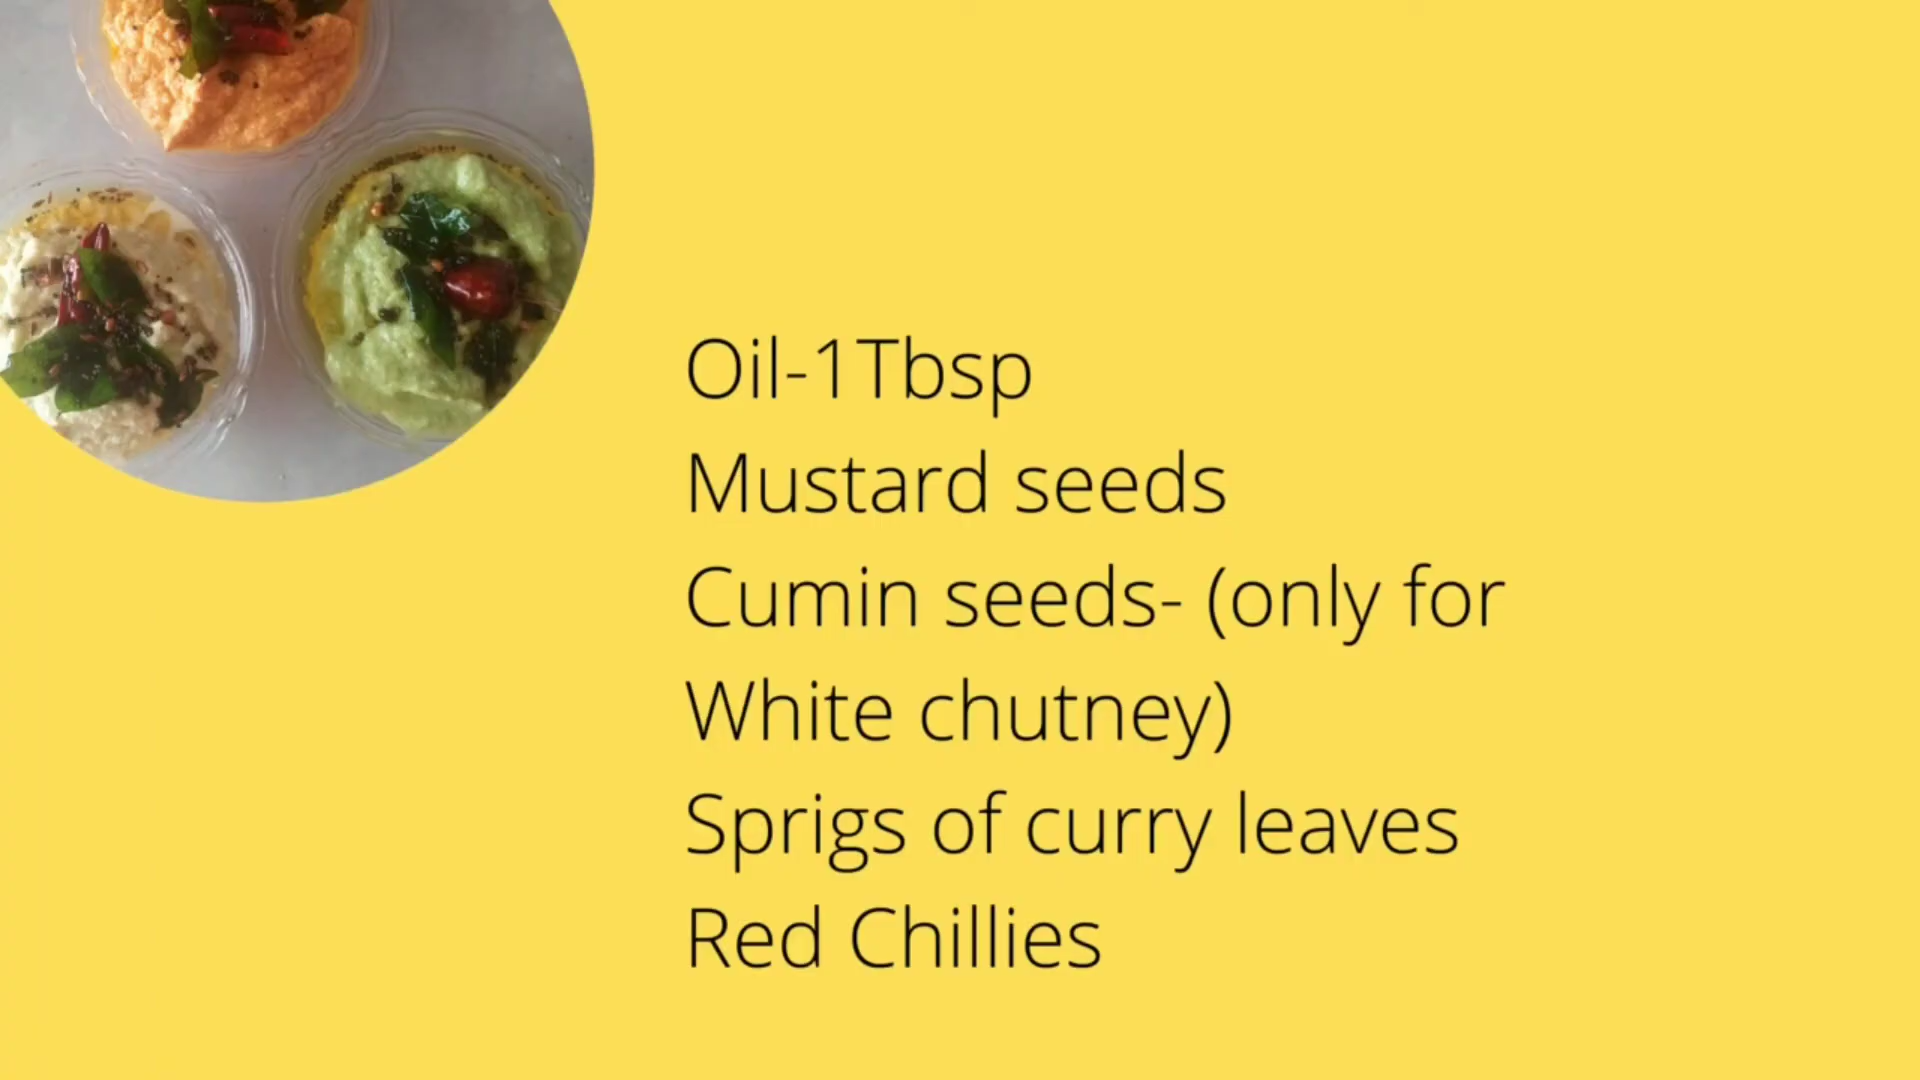 Oil-1Tbsp
Mustard seeds
Cumin seeds- (only for
White chutney)
Sprigs of curry leaves
Red Chillies